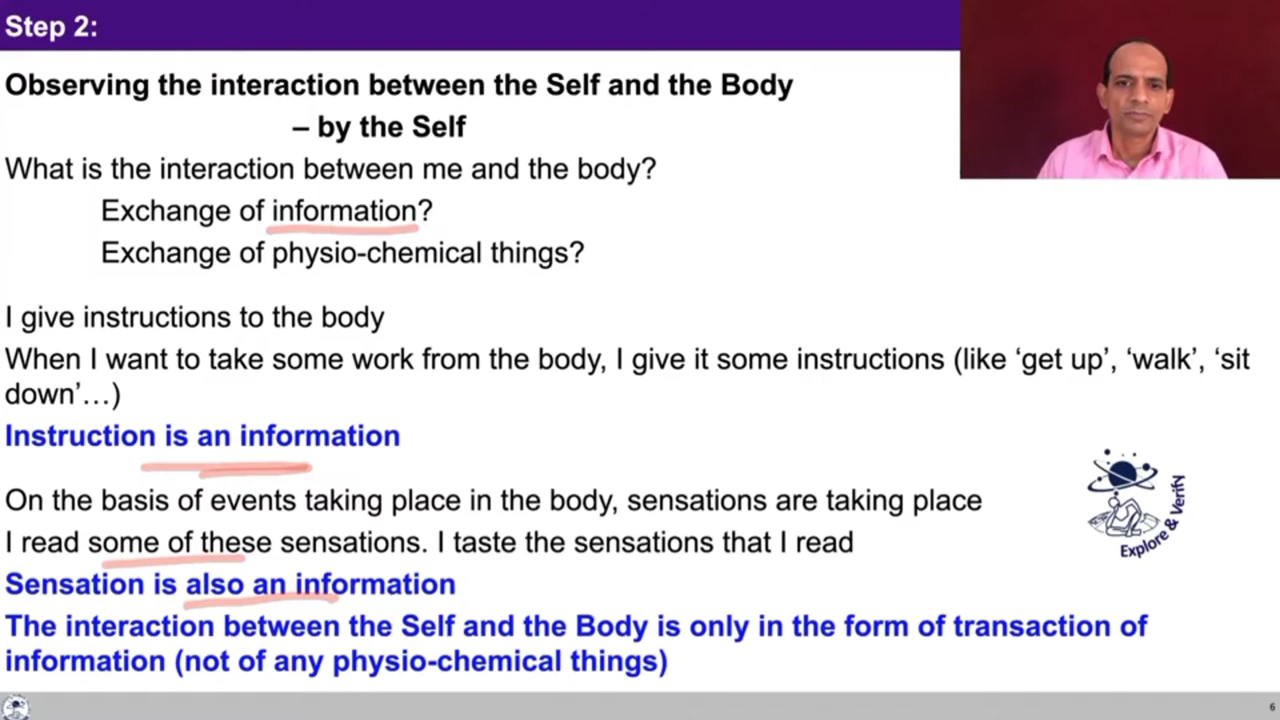 Step 2:
Observing the interaction between the Self and the Body
– by the Self
What is the interaction between me and the body?
Exchange of information?
Exchange of physio-chemical things?
I give instructions to the body
When I want to take some work from the body, I give it some instructions (like ‘get up’, ‘walk’, ‘sit
down’…)
Instruction is an information
On the basis of events taking place in the body, sensations are taking place
I read some of these sensations. I taste the sensations that I read
Sensation is also an information
Explore & Verify
The interaction between the Self and the Body is only in the form of transaction of
information (not of any physio-chemical things)
6